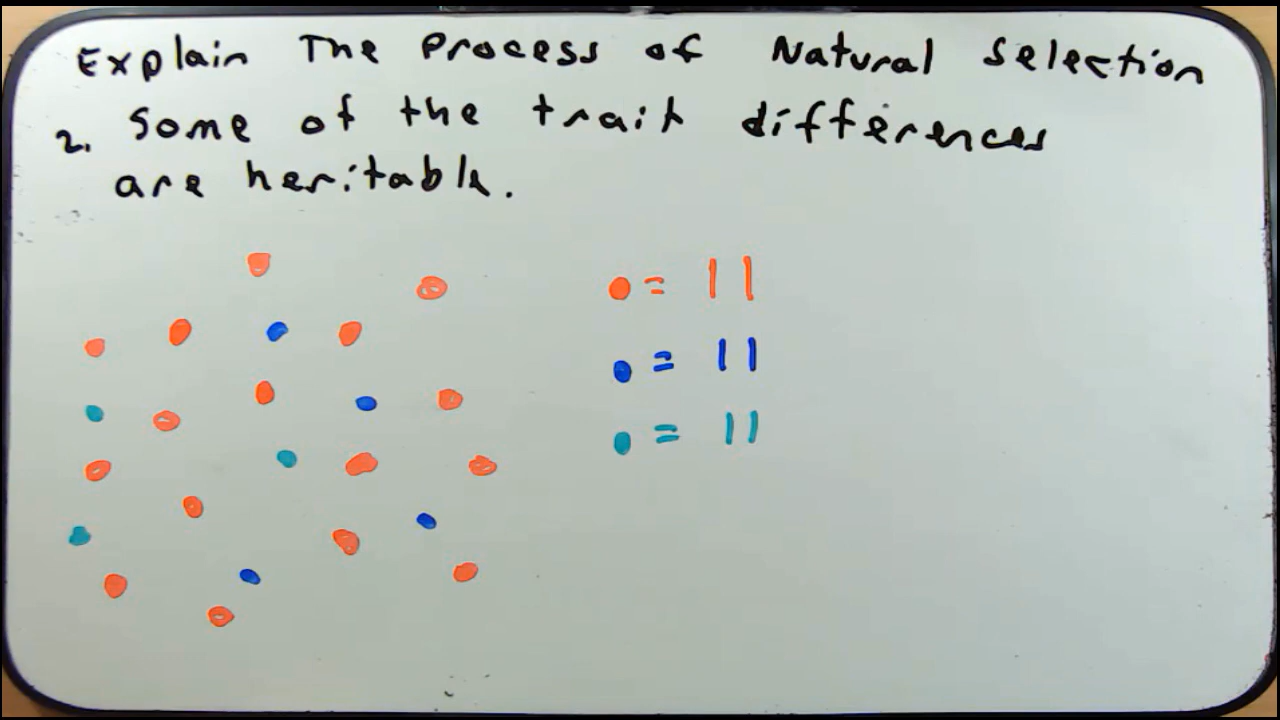 Explain The Process of Natural Selection
2. Some of the trait differences
are heritable.
= 11
= 11
= 11